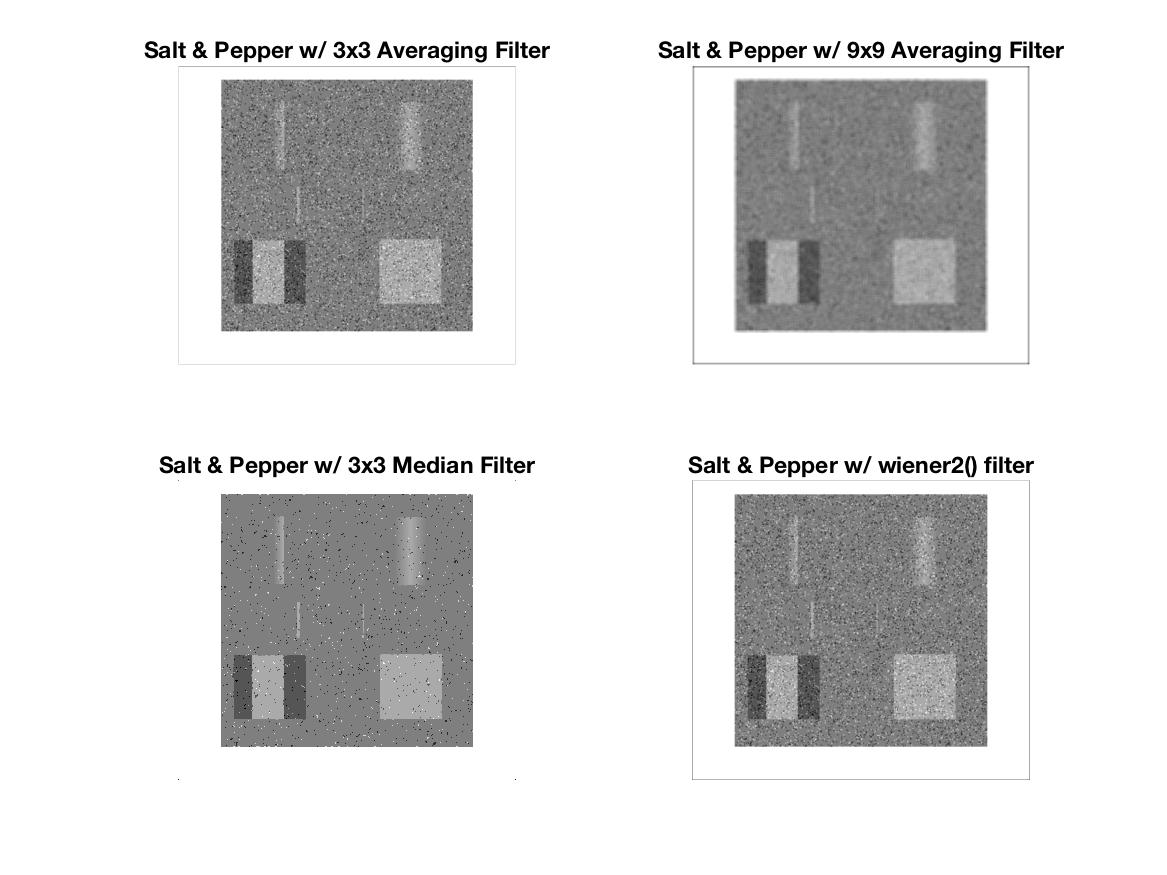 Salt & Pepper w/ 3x3 Averaging Filter
Salt & Pepper w/ 9x9 Averaging Filter
Salt & Pepper w/ 3x3 Median Filter
Salt & Pepper w/ wiener2() filter